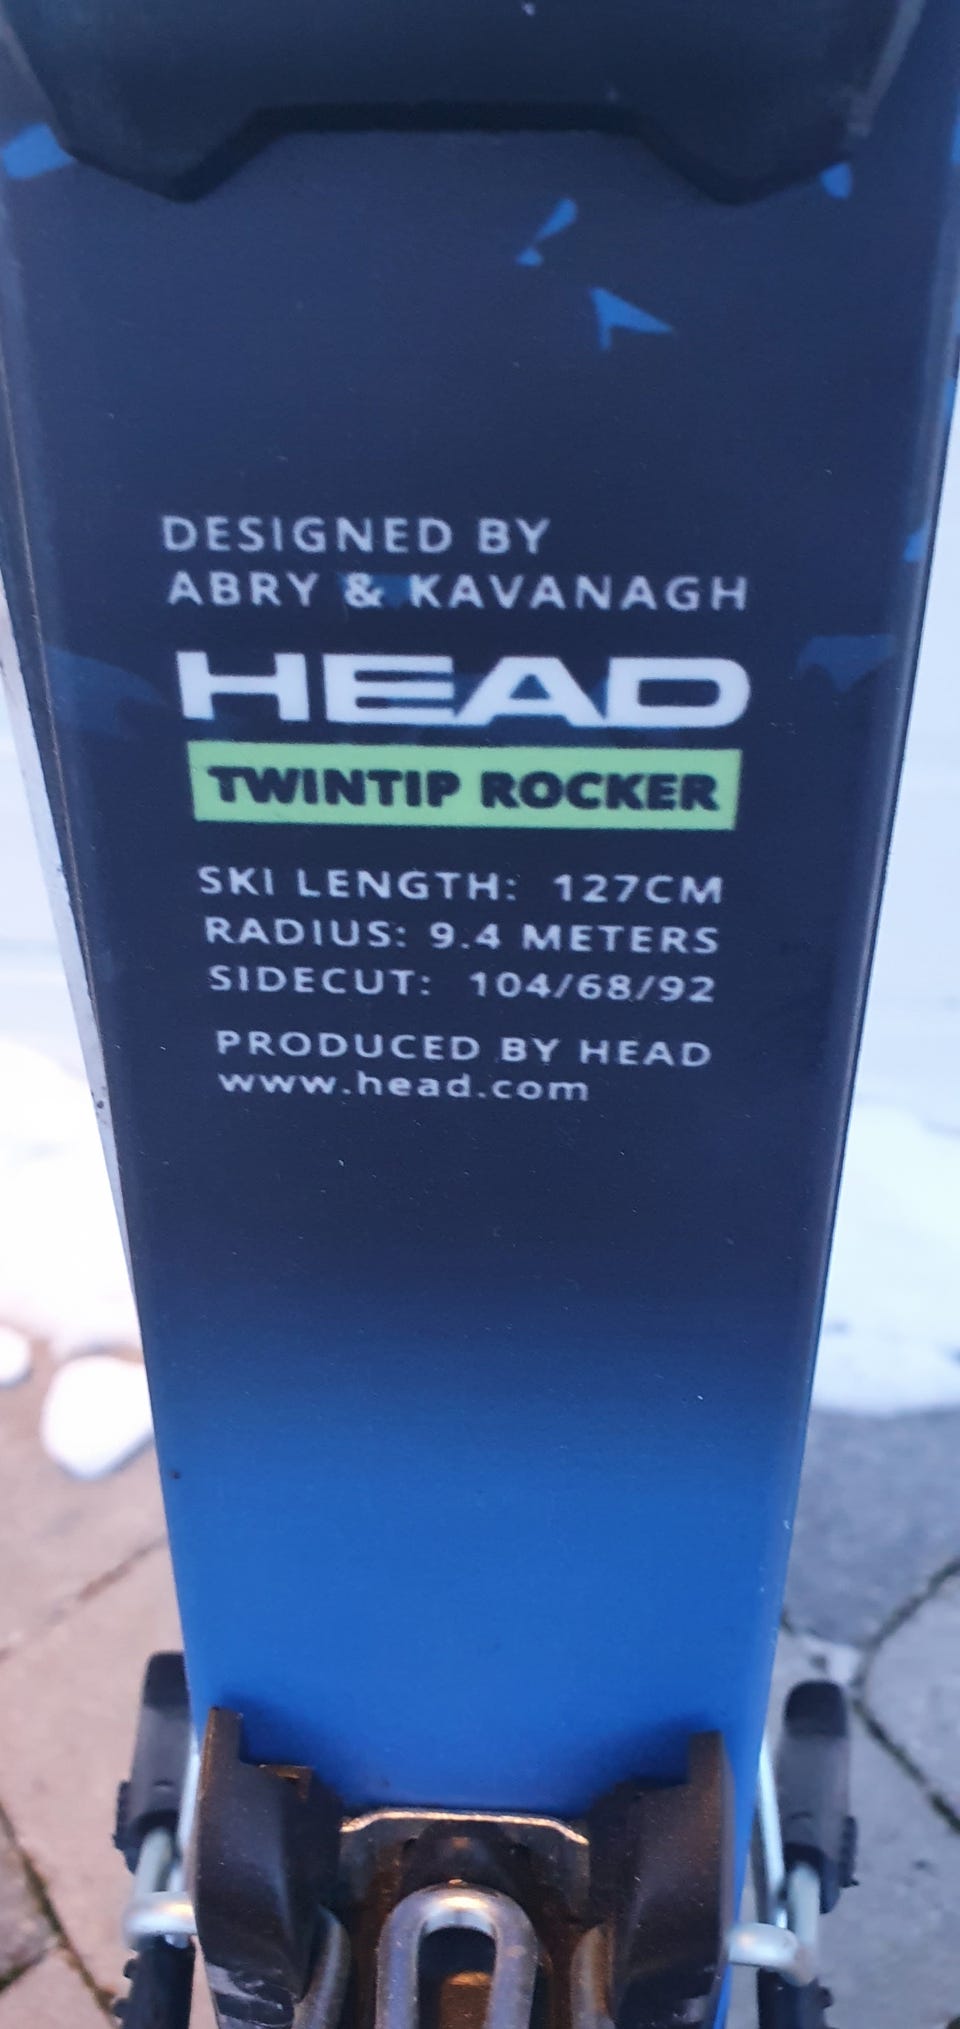 DESIGNED BY
ABRY & KAVANAGH
HEAD
TWINTIP ROCKER
SKI LENGTH: 127CM
RADIUS: 9.4 METERS
SIDECUT: 104/68/92
PRODUCED BY HEAD
www.head.com